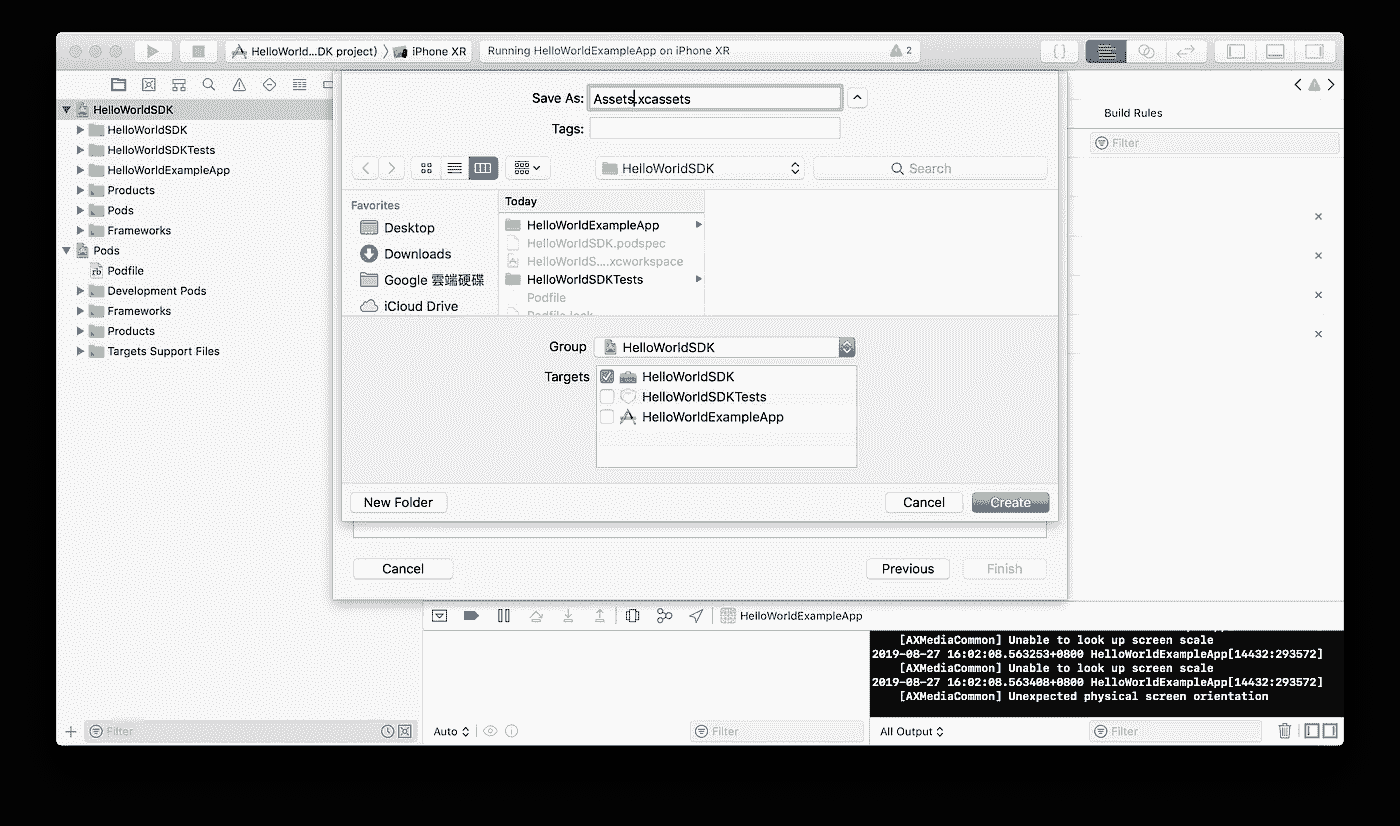 HelloWorld...DK project) 〉 iPhone XR
Running HelloWorldExampleApp on iPhone XR
2
HelloWorldSDK
HelloWorldSDK
HelloWorldSDKTests
HelloWorldExampleApp
Products
Pods
Frameworks
Pods
Podfile
Development Pods
Frameworks
Products
Targets Support Files
Filter
Save As: Assets.xcassets
Tags:
HelloWorldSDK
Search
Favorites
Desktop
Downloads
Google 雲端硬碟
iCloud Drive
Today
HelloWorldExampleApp
HelloWorldSDK.podspec
HelloWorldS....xcworkspace
HelloWorldSDKTests
Podfile
Podfile.lock
Group HelloWorldSDK
Targets HelloWorldSDK
HelloWorldSDKTests
HelloWorldExampleApp
New Folder Cancel Create
Cancel Previous Finish
Build Rules
Filter
HelloWorldExampleApp
[AXMediaCommon] Unable to look up screen scale
2019-08-27 16:02:08.563253+0800 HelloWorldExampleApp[14432:293572]
[AXMediaCommon] Unable to look up screen scale
2019-08-27 16:02:08.563408+0800 HelloWorldExampleApp[14432:293572]
[AXMediaCommon] Unexpected physical screen orientation
Auto Filter
All Output Filter